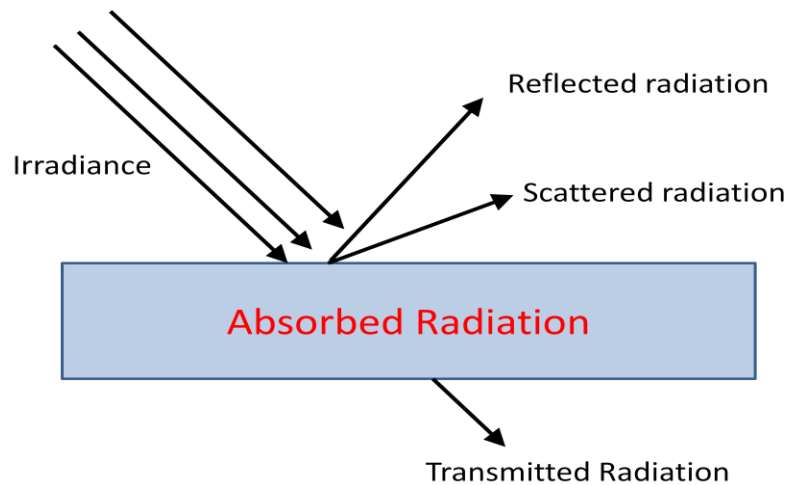 Reflected radiation
Irradiance
Scattered radiation
Absorbed Radiation
Transmitted Radiation